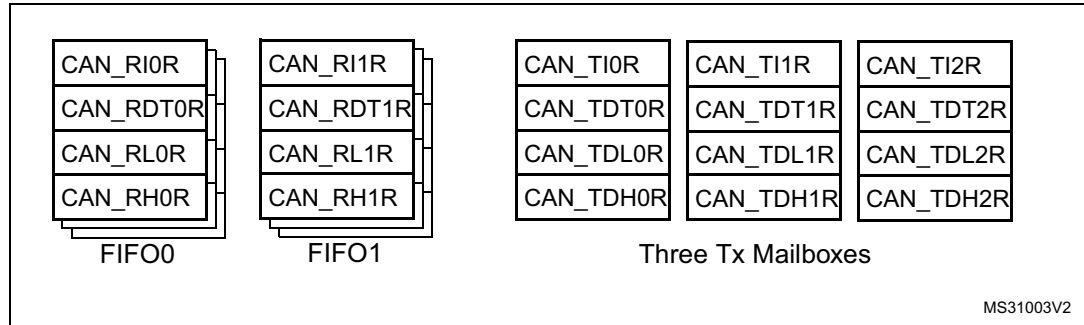 CAN_RI0R CAN_RI1R CAN_TI0R CAN_TI1R CAN_TI2R
CAN_RDT0R CAN_RDT1R CAN_TDT0R CAN_TDT1R CAN_TDT2R
CAN_RL0R CAN_RL1R CAN_TDL0R CAN_TDL1R CAN_TDL2R
CAN_RH0R CAN_RH1R CAN_TDH0R CAN_TDH1R CAN_TDH2R
FIFO0 FIFO1 Three Tx Mailboxes
MS31003V2